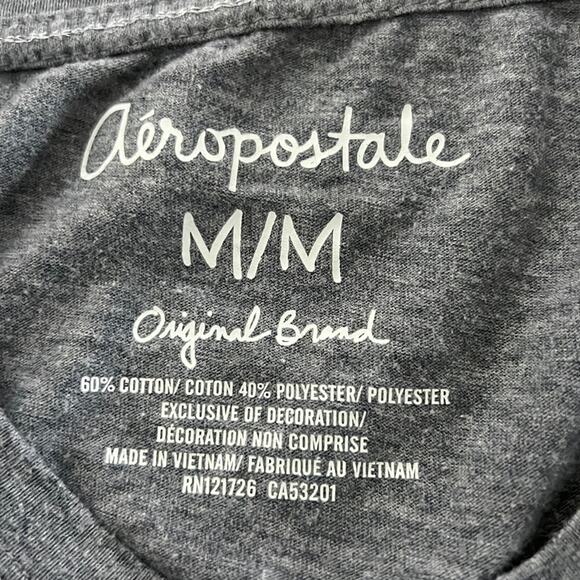 aéropostale
M/M
Original Brand
60% COTTON/ COTON 40% POLYESTER/ POLYESTER
EXCLUSIVE OF DECORATION/
DÉCORATION NON COMPRISE
MADE IN VIETNAM/ FABRIQUÉ AU VIETNAM
RN121726 CA53201